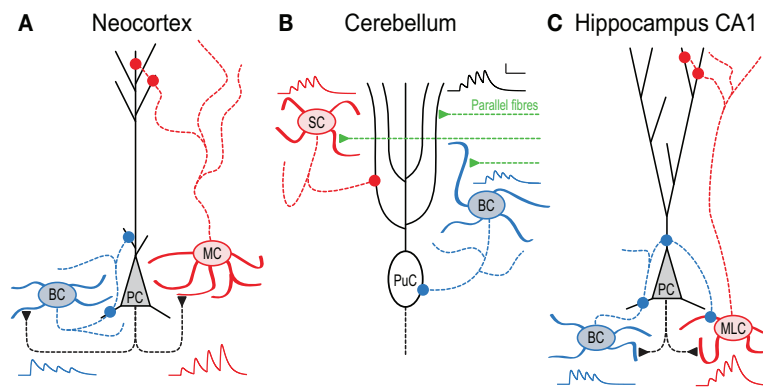 A Neocortex
B Cerebellum
C Hippocampus CA1
Parallel fibres
SC
BC
MC
BC
PC
PuC
PC
BC
MLC